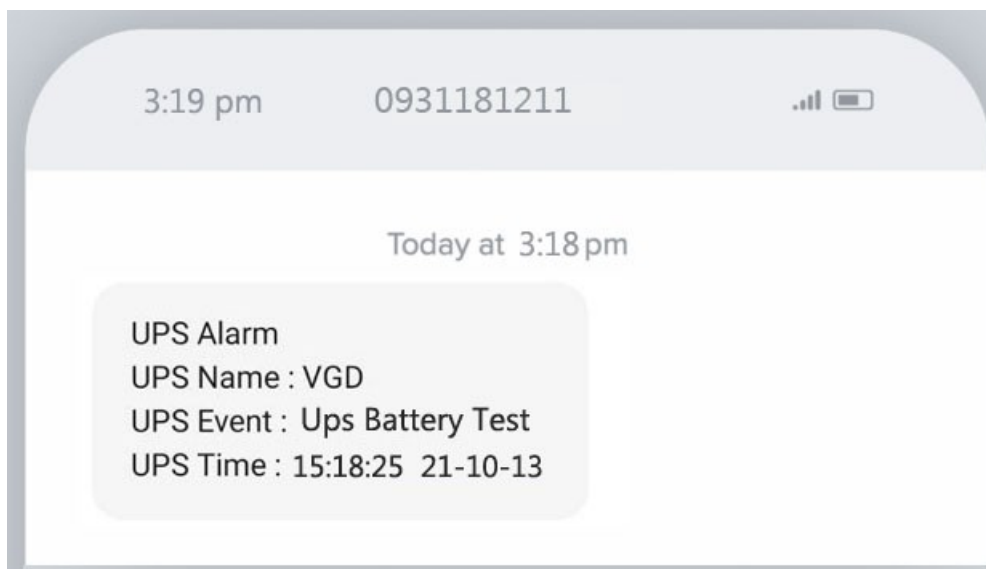 3:19 pm 0931181211
Today at 3:18 pm
UPS Alarm
UPS Name : VGD
UPS Event : Ups Battery Test
UPS Time : 15:18:25 21-10-13